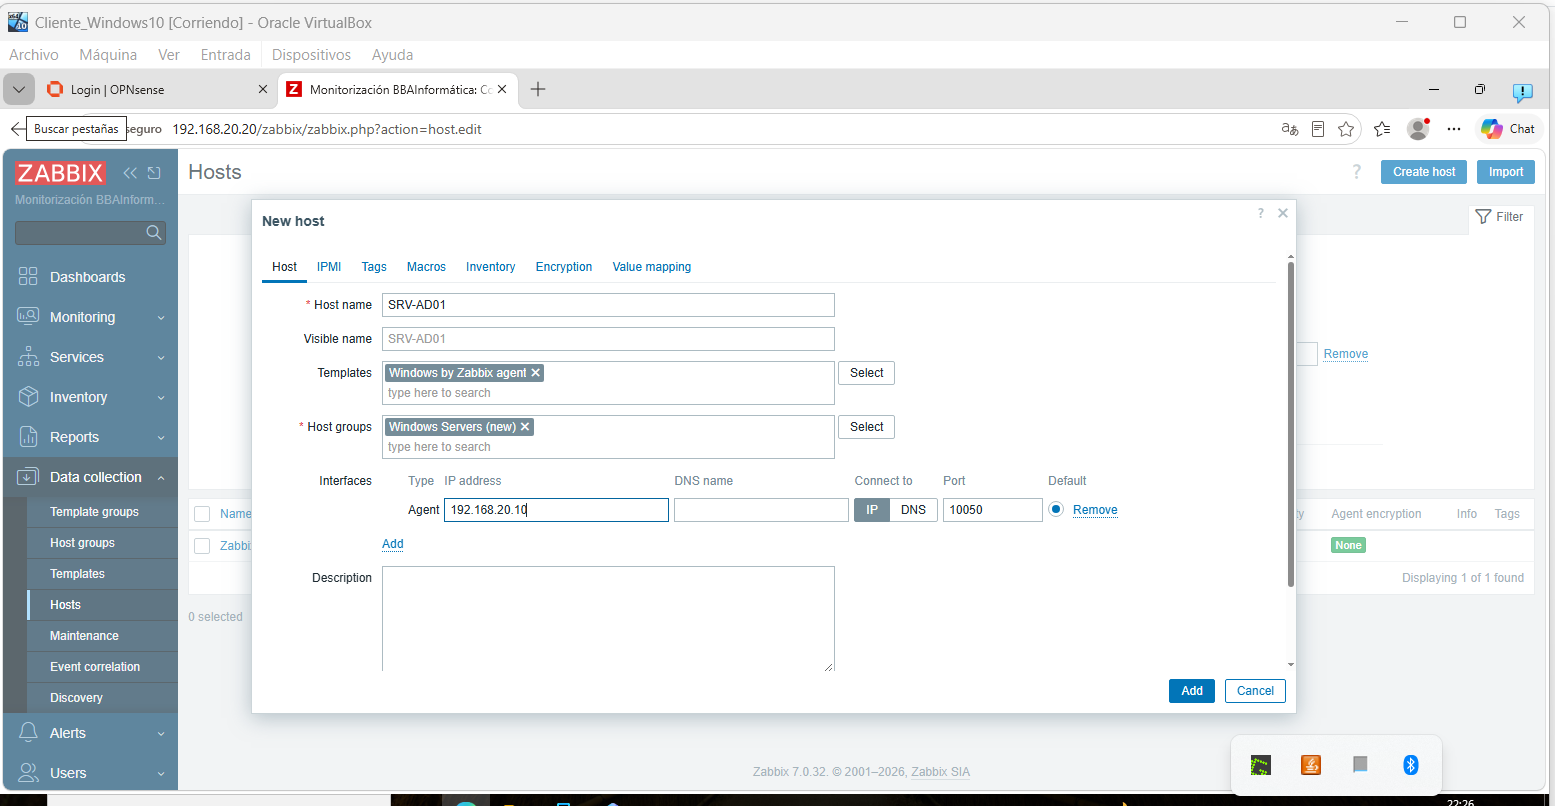 Cliente_Windows10 [Corriendo] - Oracle VirtualBox
Archivo Máquina Ver Entrada Dispositivos Ayuda
Login | OPNsense
Monitorización BBAInformática: Co
Buscar pestañas
seguro 192.168.20.20/zabbix/zabbix.php?action=host.edit
Chat
ZABBIX
Monitorización BBAInform...
Hosts
? Create host Import
Filter
Dashboards
Monitoring
Services
Inventory
Reports
Data collection
Template groups
Host groups
Templates
Hosts
Maintenance
Event correlation
Discovery
Alerts
Users
New host
?
Host IPMI Tags Macros Inventory Encryption Value mapping
* Host name SRV-AD01
Visible name SRV-AD01
Templates Windows by Zabbix agent Select
type here to search
* Host groups Windows Servers (new) Select
type here to search
Interfaces Type IP address DNS name Connect to Port Default
Agent 192.168.20.10 IP DNS 10050 Remove
Add
Description
Add Cancel
Remove
Name
Agent encryption Info Tags
Zabbi
None
Displaying 1 of 1 found
0 selected
Zabbix 7.0.32. © 2001–2026, Zabbix SIA
22:26